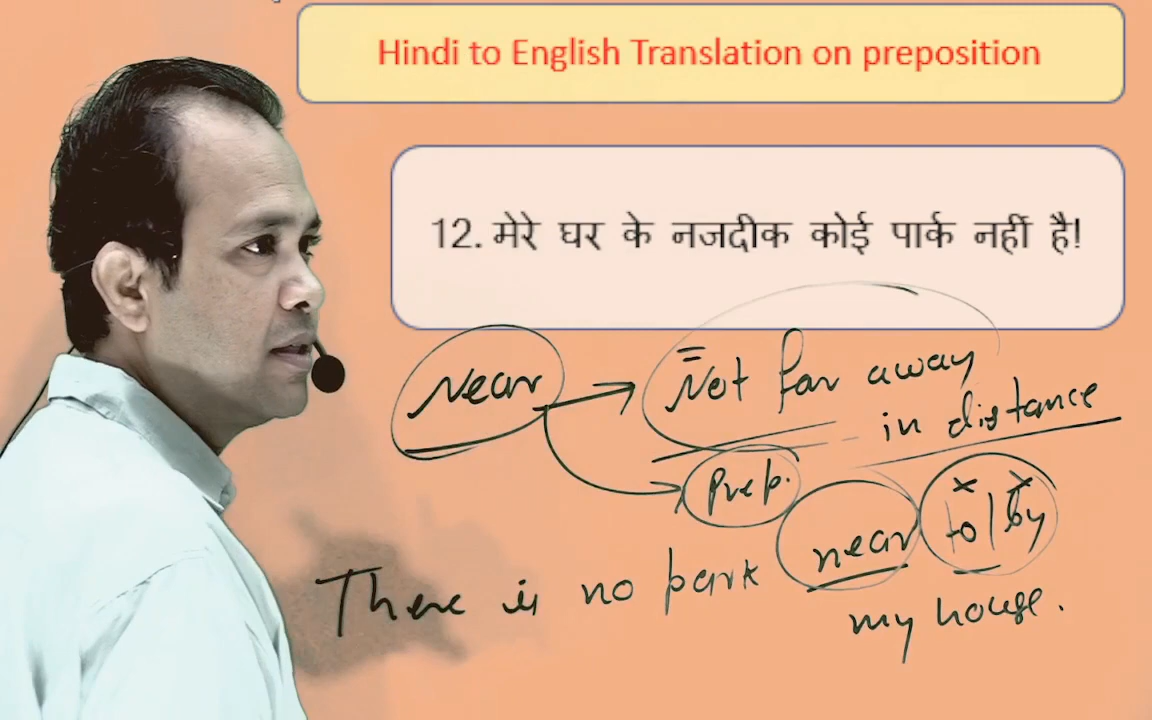 Hindi to English Translation on preposition
12. मेरे घर के नजदीक कोई पार्क नहीं है!
Near = Not far away
in distance
Prep.
There is no park near to/by
my house.